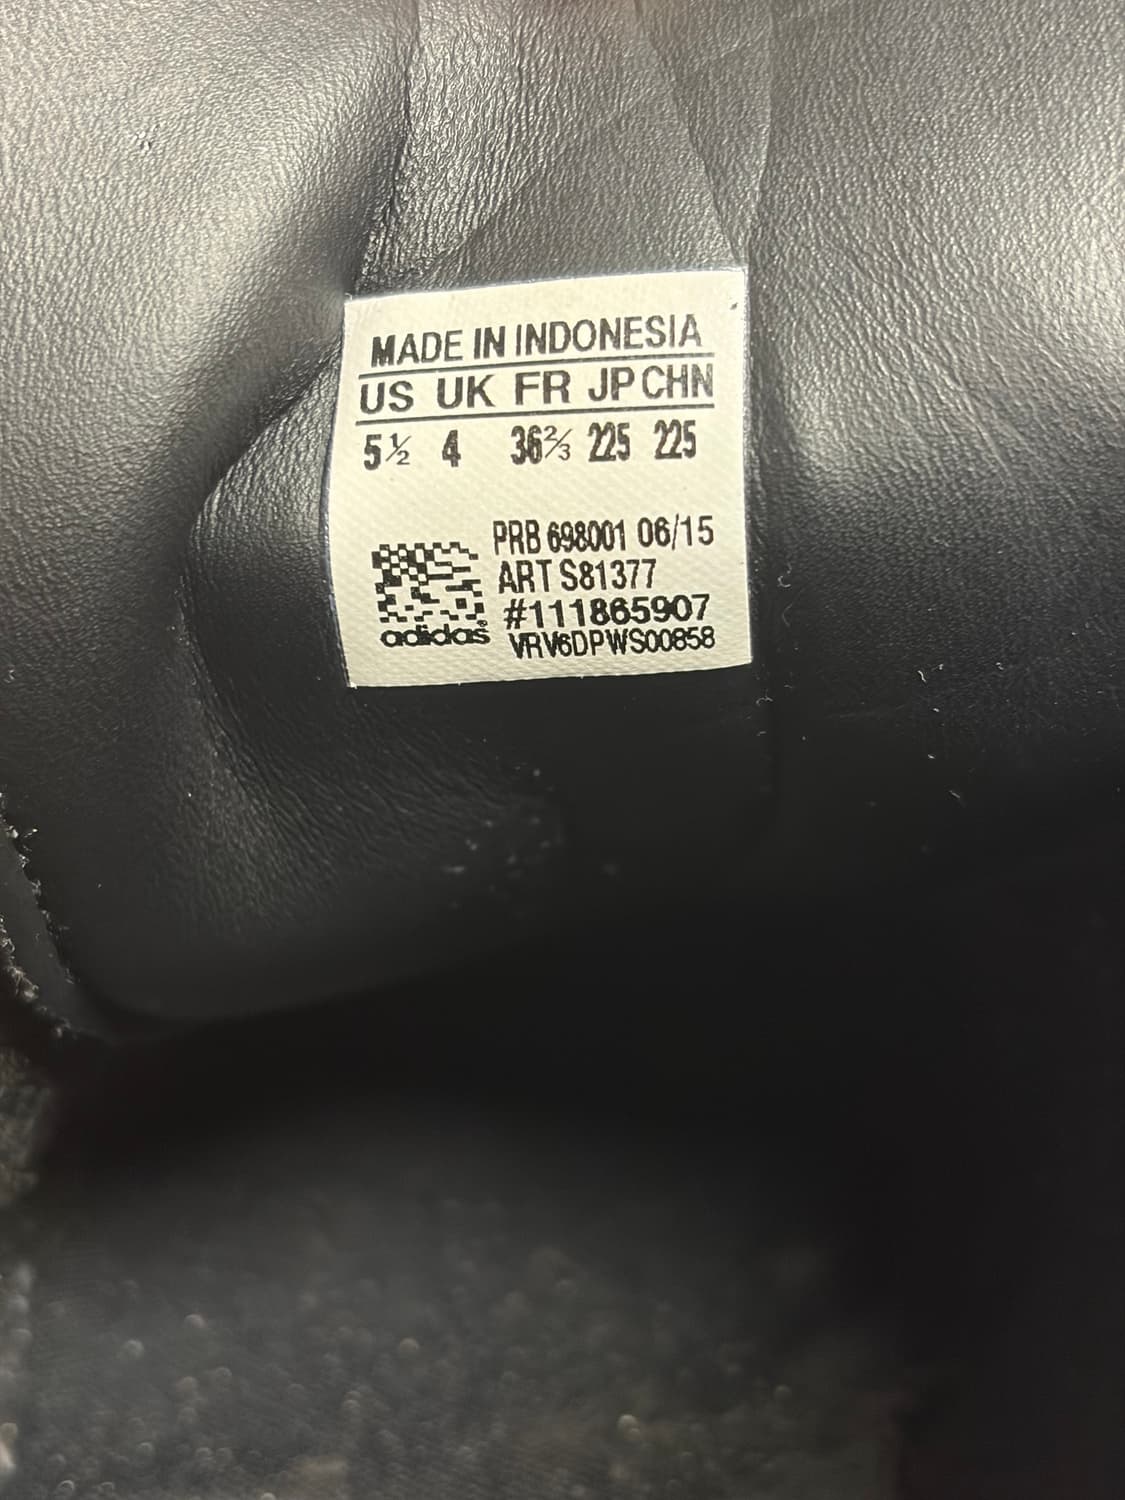 MADE IN INDONESIA
US UK FR JP CHN
5½ 4 36⅔ 225 225
PRB 698001 06/15
ART S81377
#111865907
adidas® VRV6DPWS00858